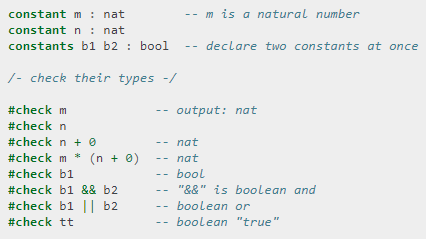 constant m : nat        -- m is a natural number
constant n : nat
constants b1 b2 : bool  -- declare two constants at once
/- check their types -/
#check m            -- output: nat
#check n
#check n + 0        -- nat
#check m * (n + 0)  -- nat
#check b1           -- bool
#check b1 && b2     -- "&&" is boolean and
#check b1 || b2     -- boolean or
#check tt           -- boolean "true"